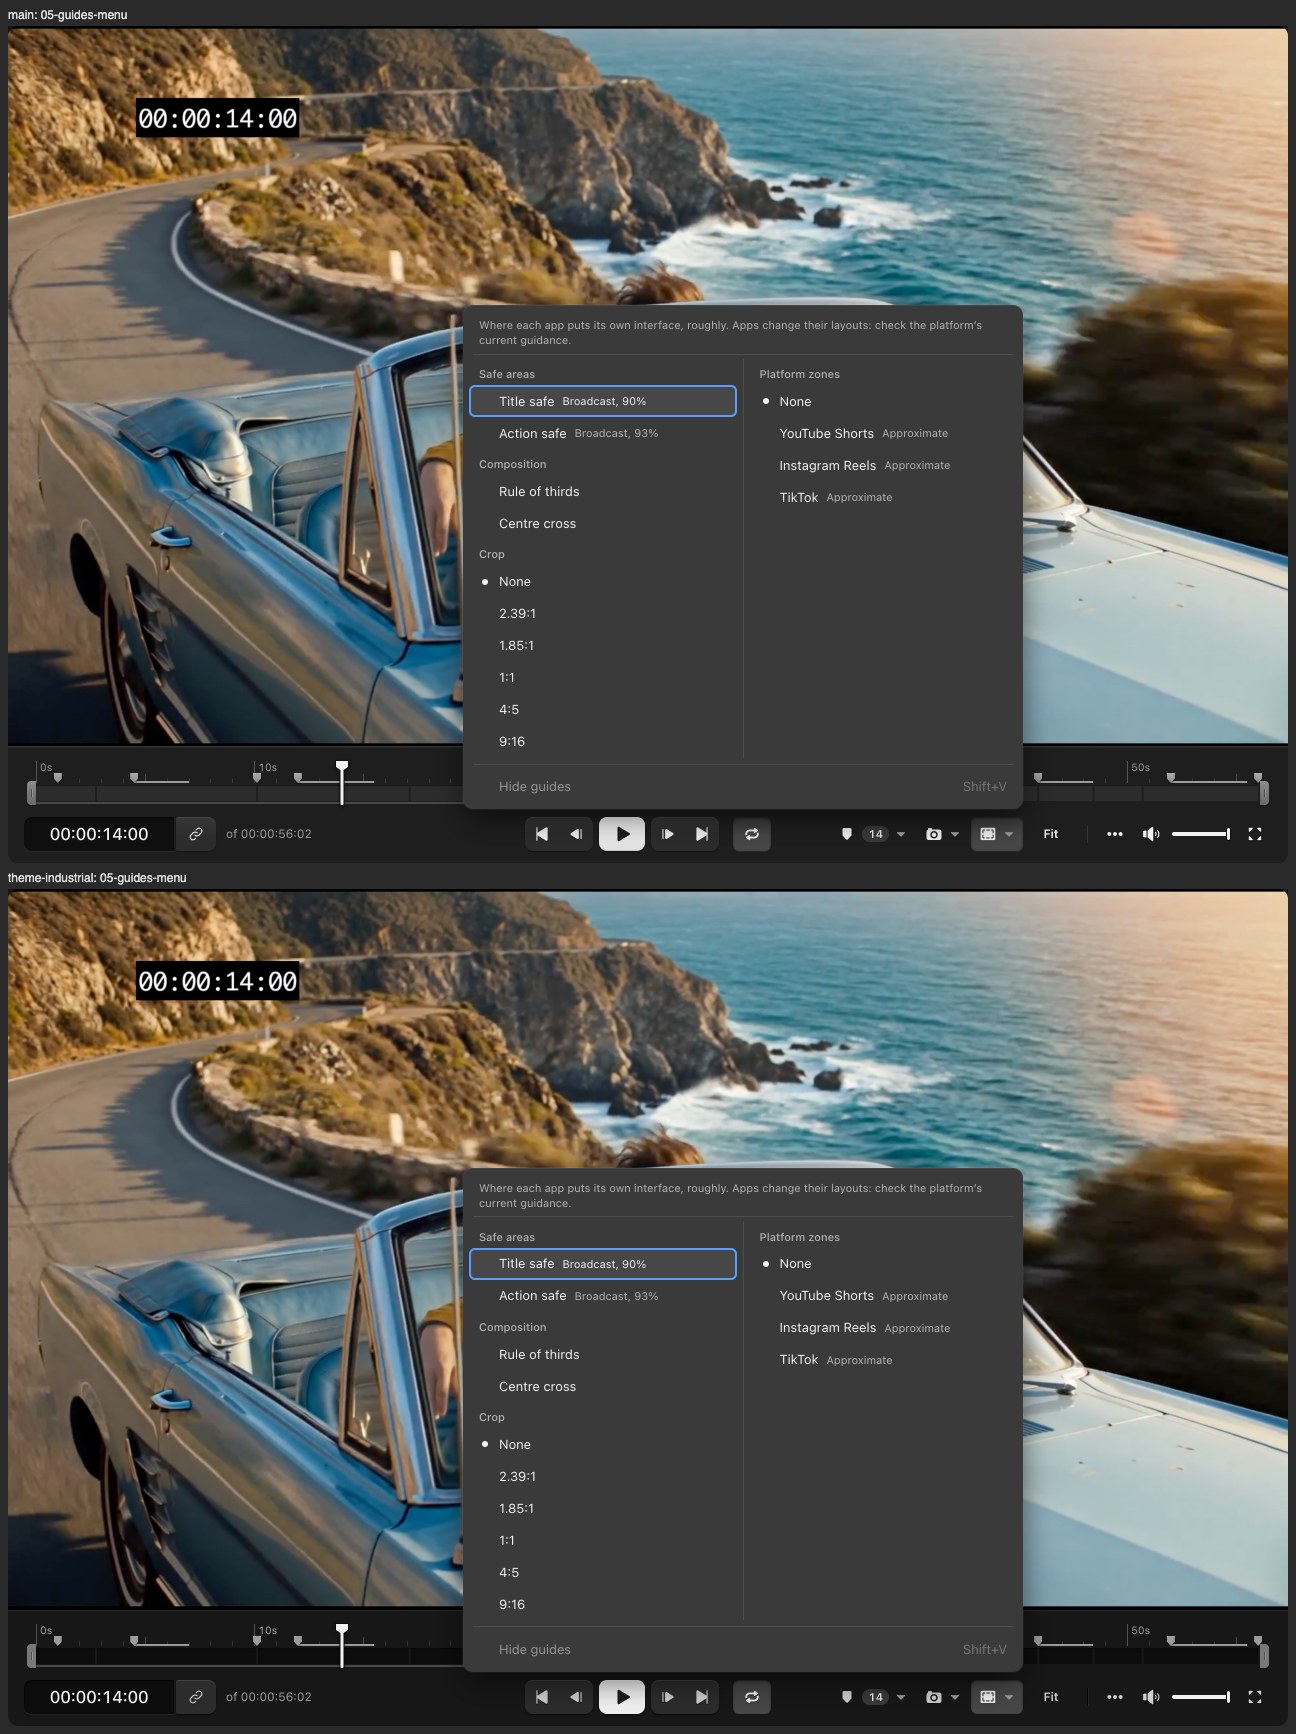 main: 05-guides-menu
00:00:14:00
Where each app puts its own interface, roughly. Apps change their layouts: check the platform's
current guidance.
Safe areas
Title safe Broadcast, 90%
Action safe Broadcast, 93%
Composition
Rule of thirds
Centre cross
Crop
None
2.39:1
1.85:1
1:1
4:5
9:16
Platform zones
None
YouTube Shorts Approximate
Instagram Reels Approximate
TikTok Approximate
Hide guides Shift+V
0s 10s 50s
00:00:14:00 of 00:00:56:02 14 Fit
theme-industrial: 05-guides-menu
00:00:14:00
Where each app puts its own interface, roughly. Apps change their layouts: check the platform's
current guidance.
Safe areas
Title safe Broadcast, 90%
Action safe Broadcast, 93%
Composition
Rule of thirds
Centre cross
Crop
None
2.39:1
1.85:1
1:1
4:5
9:16
Platform zones
None
YouTube Shorts Approximate
Instagram Reels Approximate
TikTok Approximate
Hide guides Shift+V
0s 10s 50s
00:00:14:00 of 00:00:56:02 14 Fit